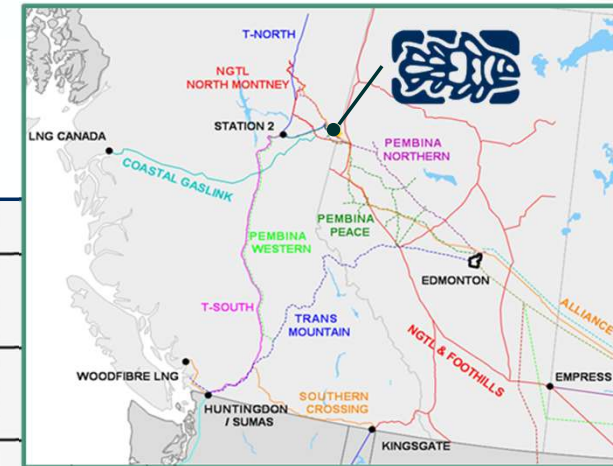 T-NORTH
NGTL
NORTH MONTNEY
STATION 2
LNG CANADA
COASTAL GASLINK
PEMBINA
NORTHERN
PEMBINA
PEACE
PEMBINA
WESTERN
EDMONTON
ALLIANCE
T-SOUTH
TRANS
MOUNTAIN
NGTL & FOOTHILLS
WOODFIBRE LNG
EMPRESS
HUNTINGDON
/ SUMAS
SOUTHERN
CROSSING
KINGSGATE